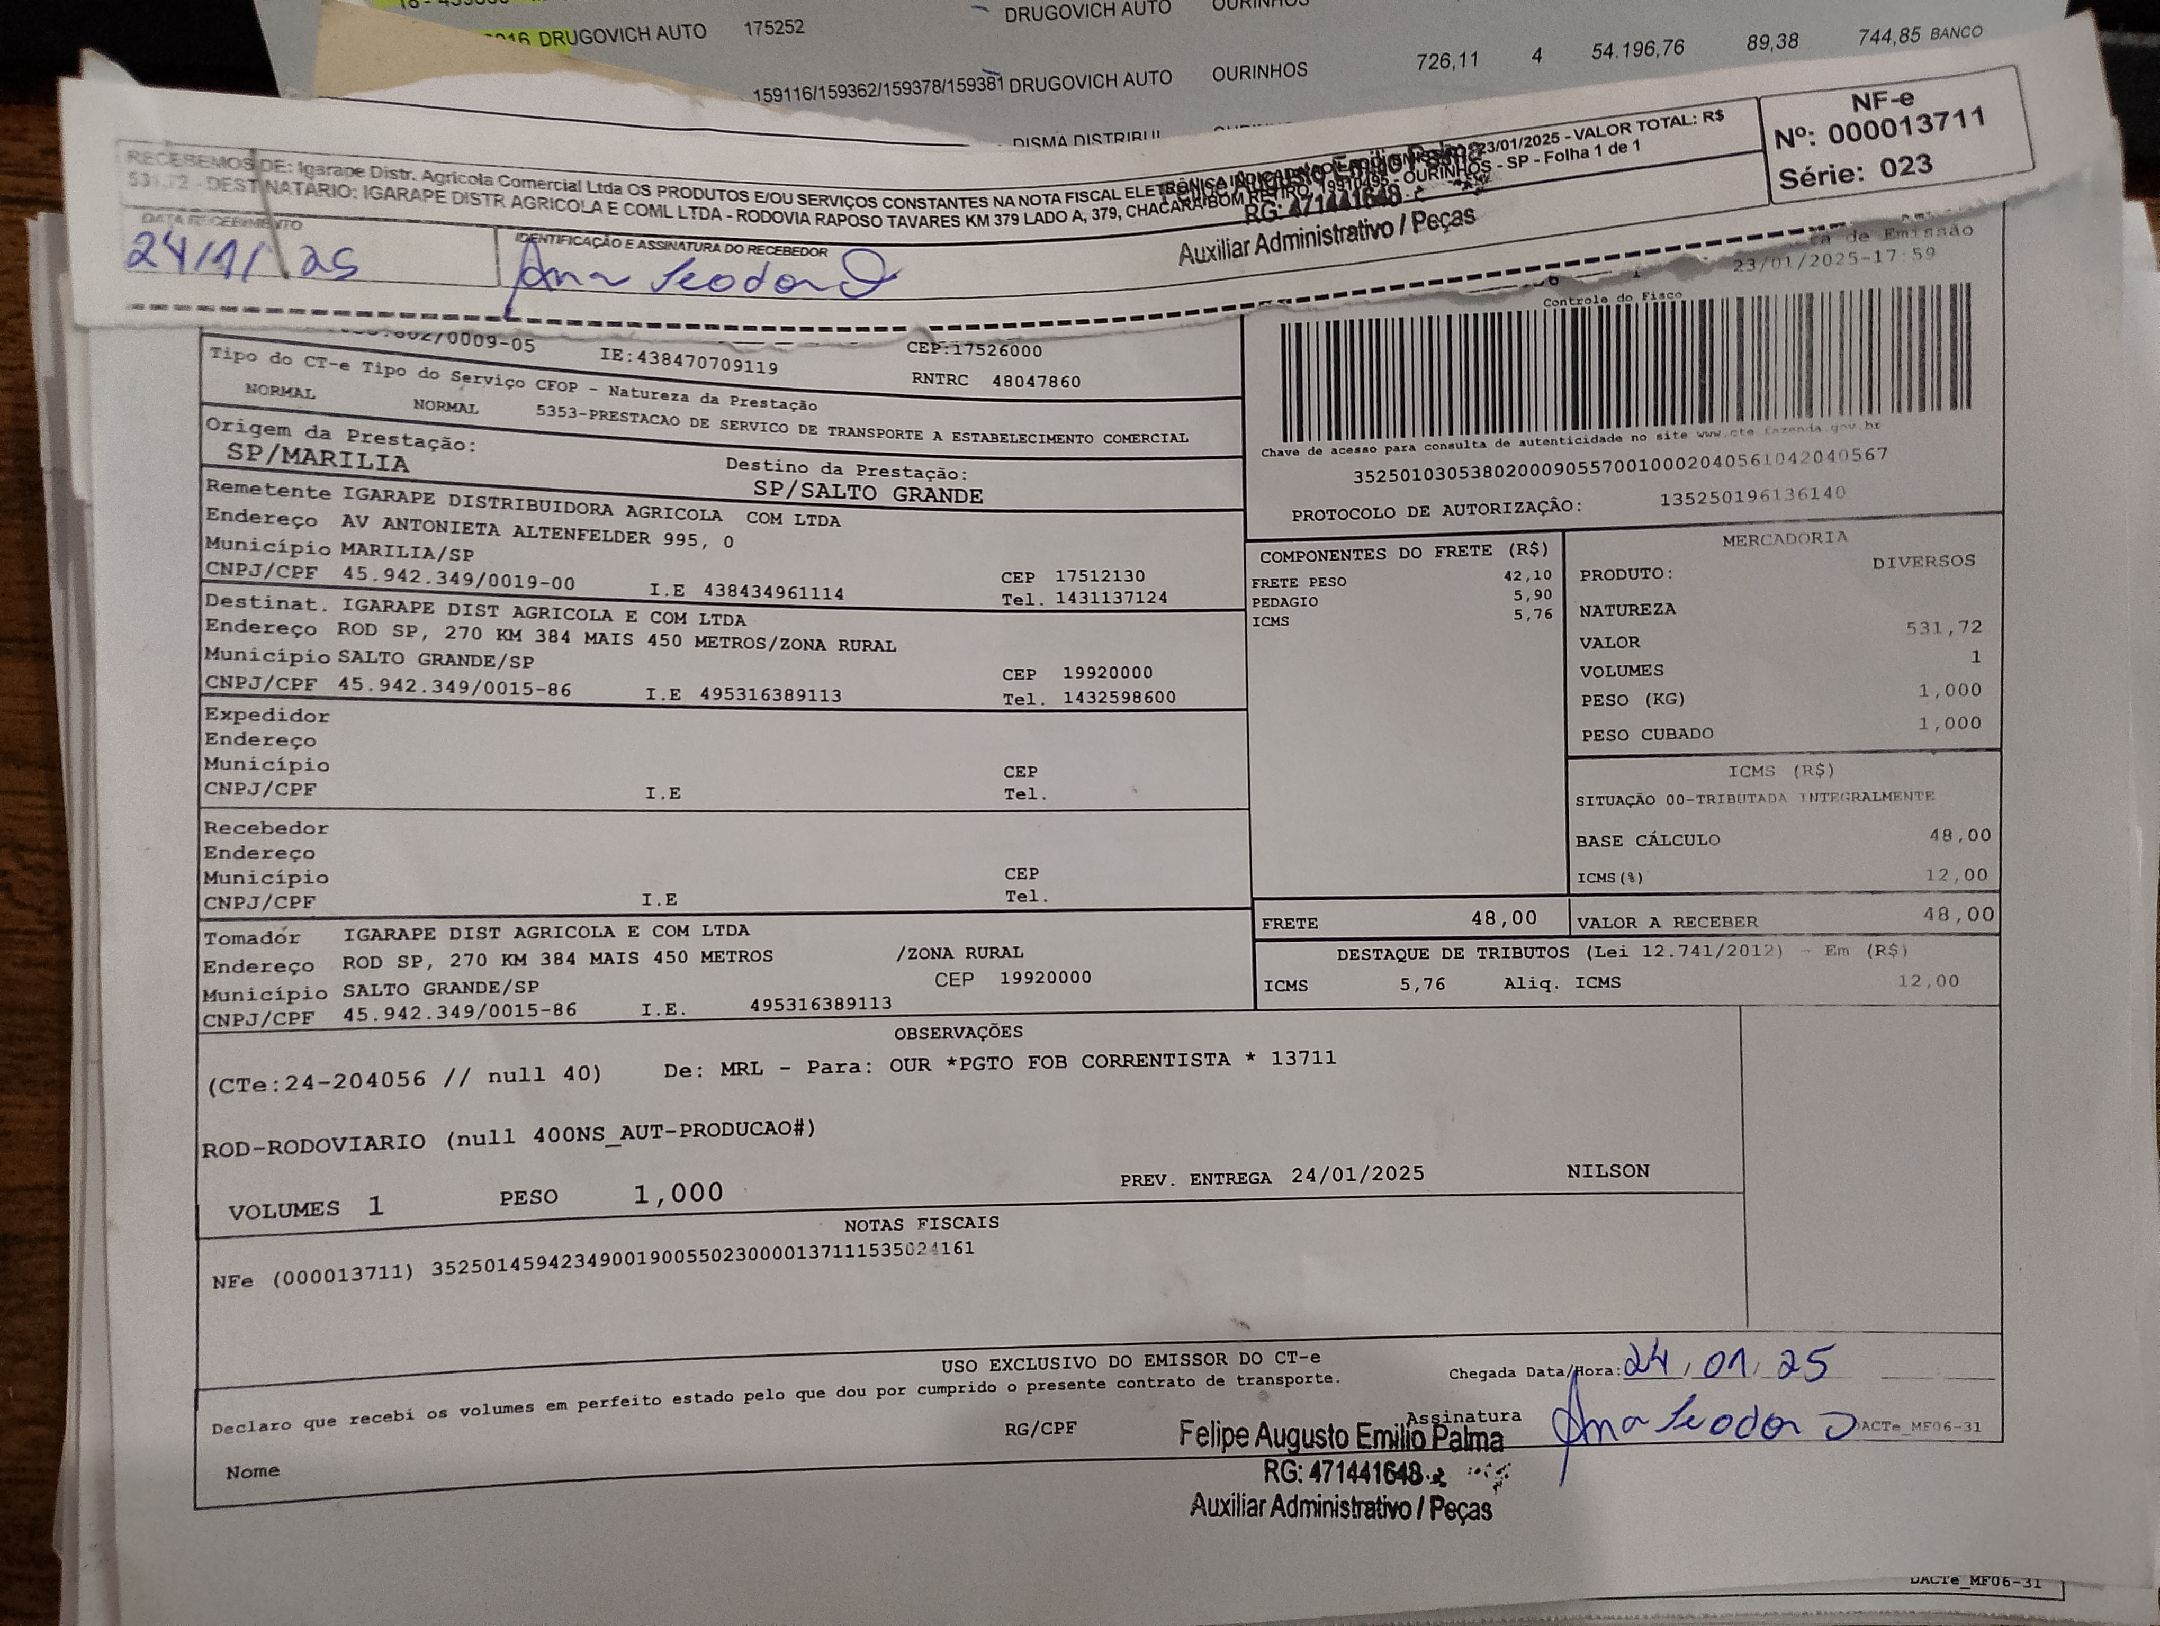 DRUGOVICH AUTO
DRUGOVICH AUTO 175252
159116/159362/159378/159381 DRUGOVICH AUTO OURINHOS 726,11 4 54.196,76 89,38 744,85 BANCO
RECEBEMOS DE: Igarape Distr. Agricola Comercial Ltda OS PRODUTOS E/OU SERVIÇOS CONSTANTES NA NOTA FISCAL ELETRÔNICA 23/01/2025 - VALOR TOTAL: R$
531,72 - DESTINATÁRIO: IGARAPE DISTR AGRICOLA E COML LTDA - RODOVIA RAPOSO TAVARES KM 379 LADO A, 379, CHACARA BOM RETIRO, 19910495 - OURINHOS - SP - Folha 1 de 1
NF-e
Nº: 000013711
Série: 023
DATA RECEBIMENTO
24/1/25
IDENTIFICAÇÃO E ASSINATURA DO RECEBEDOR
Ana
RG: 471441648
Auxiliar Administrativo / Peças
de Emissão
23/01/2025-17:59
Controle do Fisco
/0009-05 IE:438470709119 CEP:17526000
RNTRC 48047860
Tipo do CT-e Tipo do Serviço CFOP - Natureza da Prestação
NORMAL NORMAL 5353-PRESTACAO DE SERVICO DE TRANSPORTE A ESTABELECIMENTO COMERCIAL
Chave de acesso para consulta de autenticidade no site www.cte.fazenda.gov.br
35250103053802000905570010002040561042040567
PROTOCOLO DE AUTORIZAÇÂO: 135250196136140
Origem da Prestação:
SP/MARILIA
Destino da Prestação:
SP/SALTO GRANDE
Remetente IGARAPE DISTRIBUIDORA AGRICOLA COM LTDA
Endereço AV ANTONIETA ALTENFELDER 995, 0
Município MARILIA/SP CEP 17512130
CNPJ/CPF 45.942.349/0019-00 I.E 438434961114 Tel. 1431137124
Destinat. IGARAPE DIST AGRICOLA E COM LTDA
Endereço ROD SP, 270 KM 384 MAIS 450 METROS/ZONA RURAL
Município SALTO GRANDE/SP CEP 19920000
CNPJ/CPF 45.942.349/0015-86 I.E 495316389113 Tel. 1432598600
Expedidor
Endereço
Município CEP
CNPJ/CPF I.E Tel.
Recebedor
Endereço
Município CEP
CNPJ/CPF I.E Tel.
Tomador IGARAPE DIST AGRICOLA E COM LTDA
Endereço ROD SP, 270 KM 384 MAIS 450 METROS /ZONA RURAL
Município SALTO GRANDE/SP CEP 19920000
CNPJ/CPF 45.942.349/0015-86 I.E. 495316389113
COMPONENTES DO FRETE (R$)
FRETE PESO 42,10
PEDAGIO 5,90
ICMS 5,76
MERCADORIA
PRODUTO: DIVERSOS
NATUREZA
VALOR 531,72
VOLUMES 1
PESO (KG) 1,000
PESO CUBADO 1,000
ICMS (R$)
SITUAÇÃO 00-TRIBUTADA INTEGRALMENTE
BASE CÁLCULO 48,00
ICMS(%) 12,00
FRETE 48,00 VALOR A RECEBER 48,00
DESTAQUE DE TRIBUTOS (Lei 12.741/2012) - Em (R$)
ICMS 5,76 Aliq. ICMS 12,00
OBSERVAÇÕES
(CTe:24-204056 // null 40) De: MRL - Para: OUR *PGTO FOB CORRENTISTA * 13711
ROD-RODOVIARIO (null 400NS_AUT-PRODUCAO#)
VOLUMES 1 PESO 1,000 PREV. ENTREGA 24/01/2025 NILSON
NOTAS FISCAIS
NFe (000013711) 35250145942349001900550230000137111535024161
USO EXCLUSIVO DO EMISSOR DO CT-e
Declaro que recebi os volumes em perfeito estado pelo que dou por cumprido o presente contrato de transporte.
Chegada Data/Hora: 24/01/25
Nome RG/CPF Assinatura Ana DACTe_MF06-31
Felipe Augusto Emilio Palma
RG: 471441648
Auxiliar Administrativo / Peças
DACTe_MF06-31